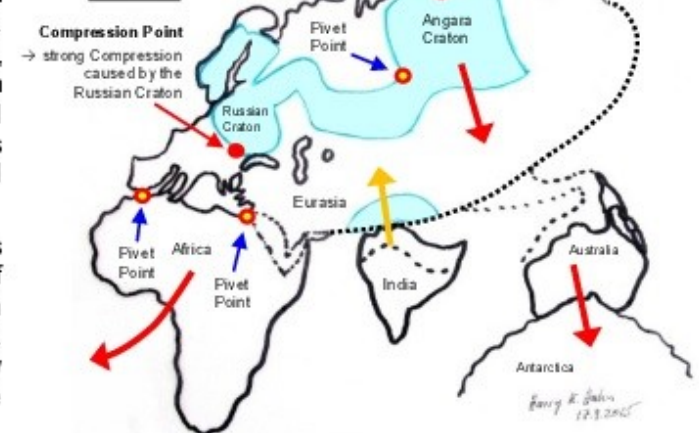 Compression Point
→ strong Compression
caused by the
Russian Craton
Pivet
Point
Angara
Craton
Russian
Craton
Eurasia
Pivet
Point
Africa
Pivet
Point
India
Australia
Antarctica